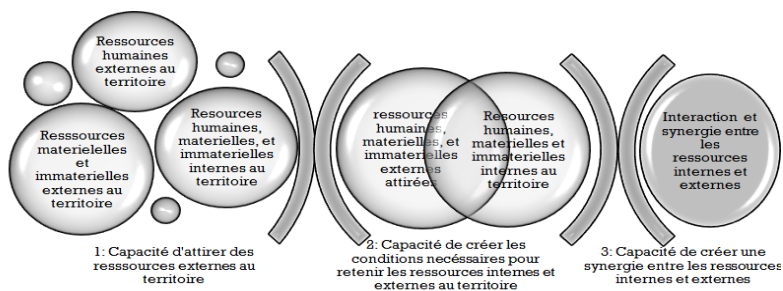 Ressources
humaines
externes au
territoire
Resssources
materielelles
et
immaterielles
externes au
territoire
Resources
humaines,
materielles, et
immaterielles
internes au
territoire
1: Capacité d'attirer des
resssources externes au
territoire
ressources
humaines,
materielles, et
immaterielles
externes
attirées
Resources
humaines,
materielles et
immaterielles
internes au
territoire
2: Capacité de créer les
conditions necéssaires pour
retenir les ressources internes et
externes au territoire
Interaction et
synergie entre
les
ressources
internes et
externes
3: Capacité de créer une
synergie entre les ressources
internes et externes